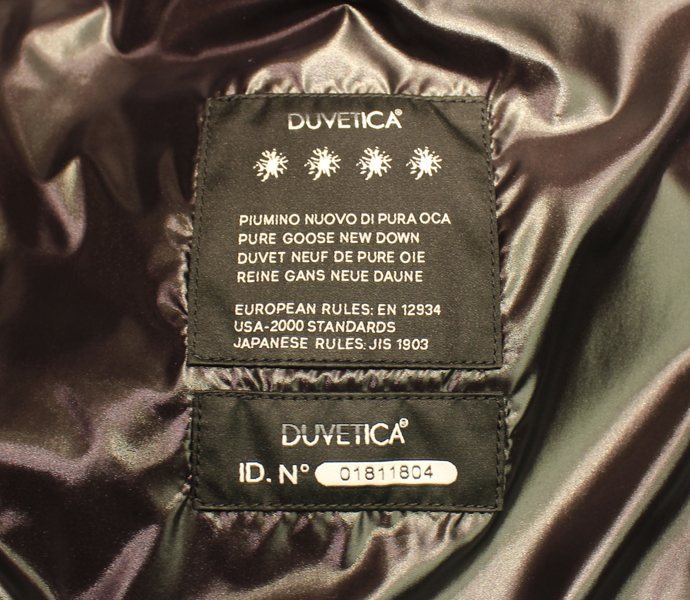 DUVETICA®
PIUMINO NUOVO DI PURA OCA
PURE GOOSE NEW DOWN
DUVET NEUF DE PURE OIE
REINE GANS NEUE DAUNE
EUROPEAN RULES: EN 12934
USA-2000 STANDARDS
JAPANESE RULES: JIS 1903
DUVETICA®
ID. N° 01811804